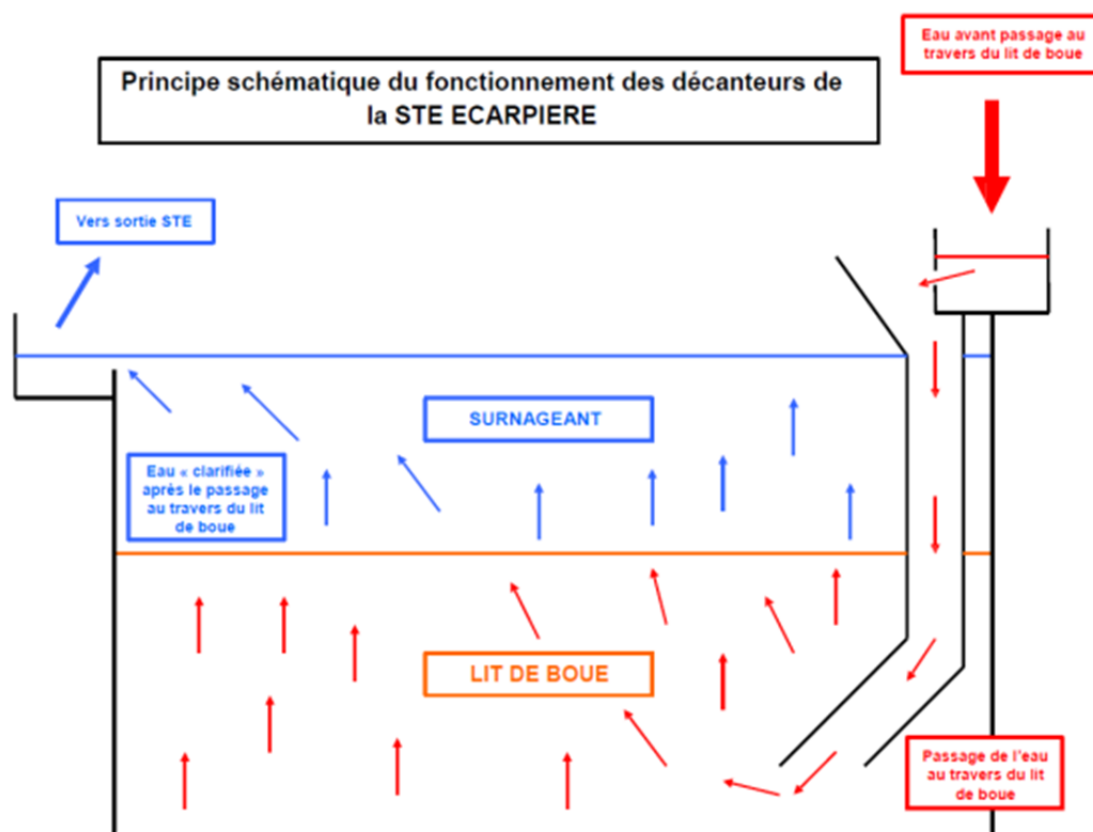 Eau avant passage au
travers du lit de boue
Principe schématique du fonctionnement des décanteurs de
la STE ECARPIERE
Vers sortie STE
SURNAGEANT
Eau « clarifiée »
après le passage
au travers du lit
de boue
LIT DE BOUE
Passage de l'eau
au travers du lit
de boue